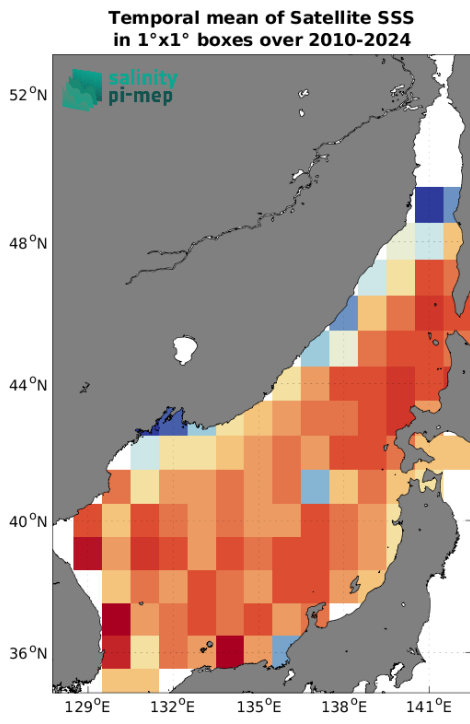 Temporal mean of Satellite SSS
in 1°x1° boxes over 2010-2024
salinity
pi-mep
52°N
48°N
44°N
40°N
36°N
129°E 132°E 135°E 138°E 141°E